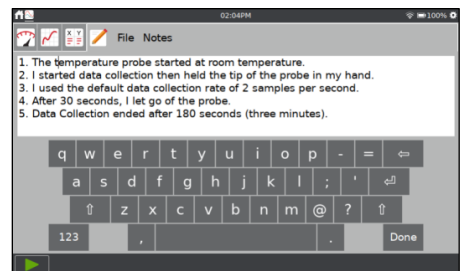 02:04PM
100%
X Y
File Notes
1. The temperature probe started at room temperature.
2. I started data collection then held the tip of the probe in my hand.
3. I used the default data collection rate of 2 samples per second.
4. After 30 seconds, I let go of the probe.
5. Data Collection ended after 180 seconds (three minutes).
q w e r t y u i o p - =
a s d f g h j k l ; '
z x c v b n m @ ?
123 , . Done